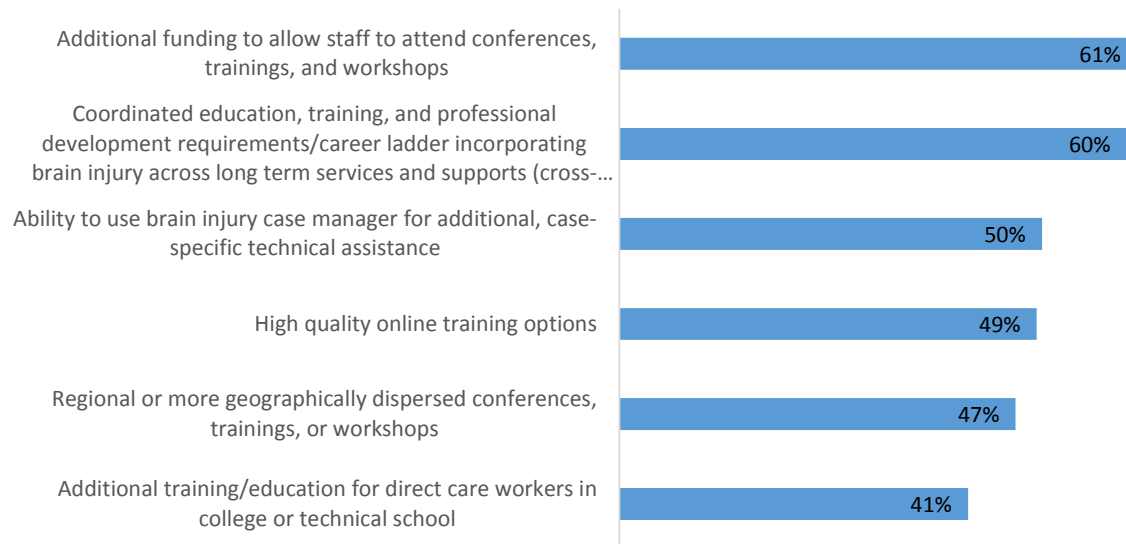 Additional funding to allow staff to attend conferences,
trainings, and workshops
61%
Coordinated education, training, and professional
development requirements/career ladder incorporating
brain injury across long term services and supports (cross-...
60%
Ability to use brain injury case manager for additional, case-
specific technical assistance
50%
High quality online training options
49%
Regional or more geographically dispersed conferences,
trainings, or workshops
47%
Additional training/education for direct care workers in
college or technical school
41%